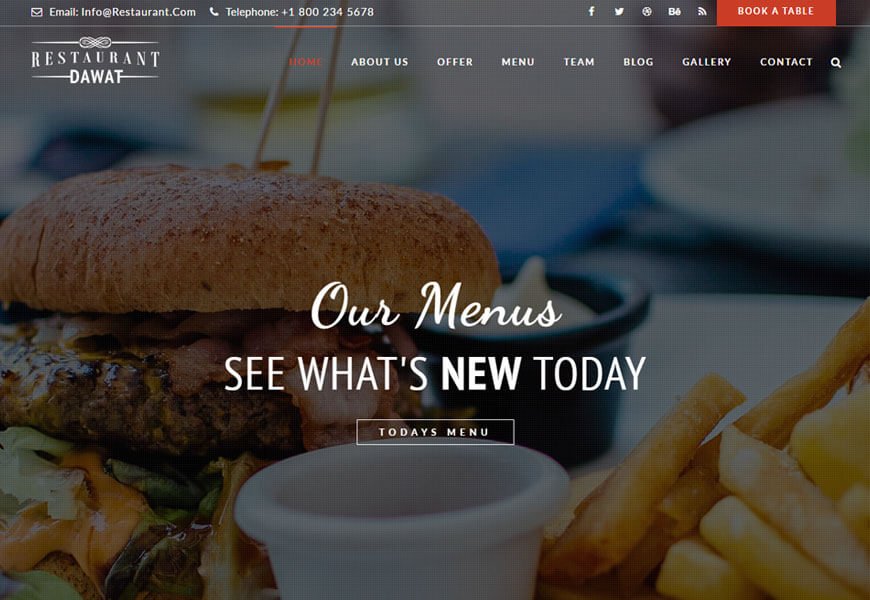 Email: Info@Restaurant.Com
Telephone: +1 800 234 5678
Bē
BOOK A TABLE
RESTAURANT
DAWAT
HOME
ABOUT US
OFFER
MENU
TEAM
BLOG
GALLERY
CONTACT
Our Menus
SEE WHAT'S NEW TODAY
TODAYS MENU